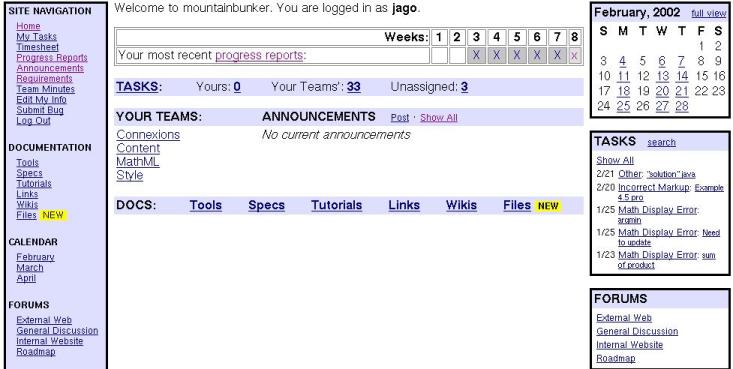 SITE NAVIGATION
Home
My Tasks
Timesheet
Progress Reports
Announcements
Requirements
Team Minutes
Edit My Info
Submit Bug
Log Out
DOCUMENTATION
Tools
Specs
Tutorials
Links
Wikis
Files NEW
CALENDAR
February
March
April
FORUMS
External Web
General Discussion
Internal Website
Roadmap
Welcome to mountainbunker. You are logged in as jago.
Weeks: 1 2 3 4 5 6 7 8
Your most recent progress reports: X X X X X x
TASKS: Yours: 0 Your Teams': 33 Unassigned: 3
YOUR TEAMS:
Connexions
Content
MathML
Style
ANNOUNCEMENTS Post · Show All
No current announcements
DOCS: Tools Specs Tutorials Links Wikis Files NEW
February, 2002 full view
S M T W T F S
1 2
3 4 5 6 7 8 9
10 11 12 13 14 15 16
17 18 19 20 21 22 23
24 25 26 27 28
TASKS search
Show All
2/21 Other: "solution" java
2/20 Incorrect Markup: Example
4.5 pro
1/25 Math Display Error:
argmin
1/25 Math Display Error: Need
to update
1/23 Math Display Error: sum
of product
FORUMS
External Web
General Discussion
Internal Website
Roadmap